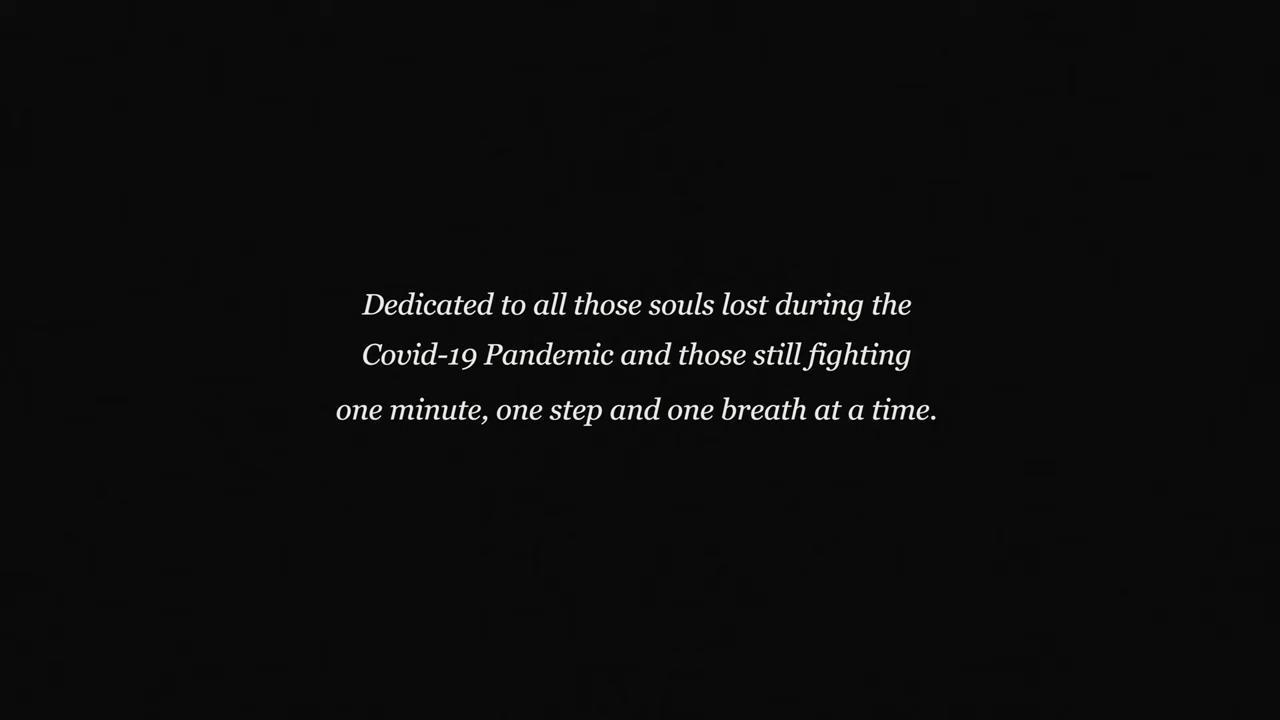 Dedicated to all those souls lost during the
Covid-19 Pandemic and those still fighting
one minute, one step and one breath at a time.